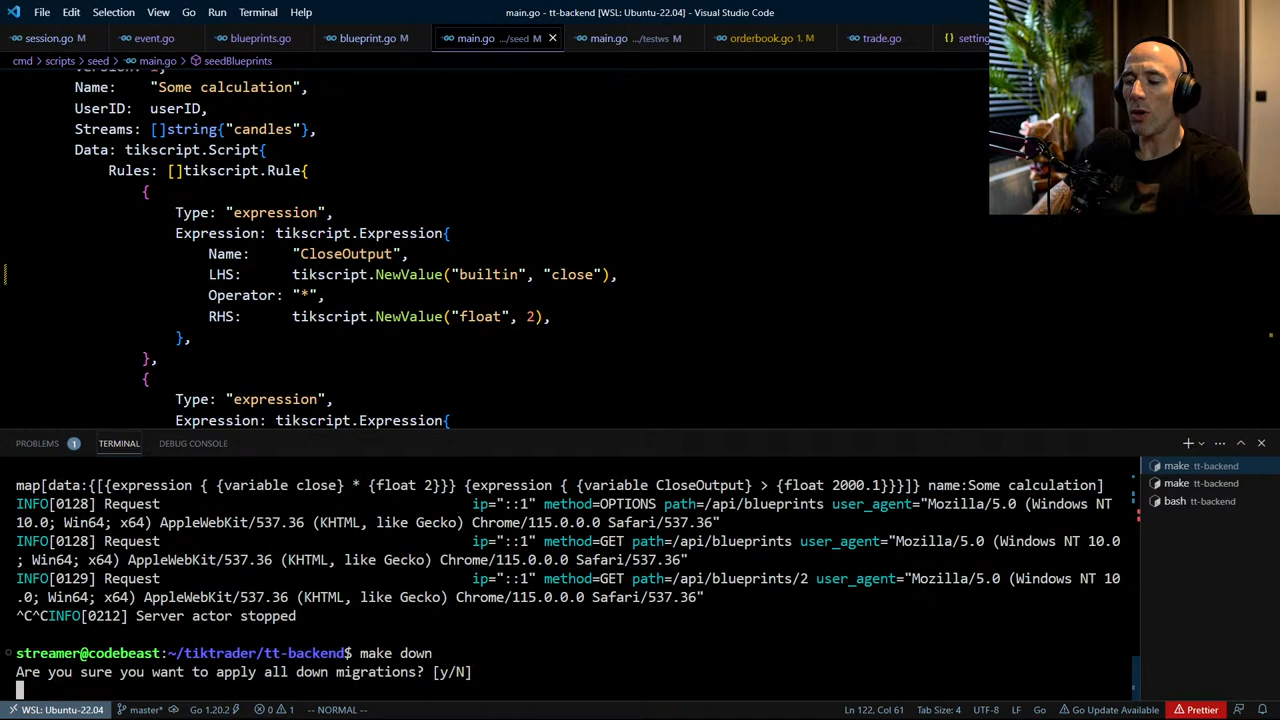 File Edit Selection View Go Run Terminal Help
main.go - tt-backend [WSL: Ubuntu-22.04] - Visual Studio Code
session.go M event.go blueprints.go blueprint.go M main.go .../seed M main.go .../testws M orderbook.go 1, M trade.go {} setting
cmd > scripts > seed > main.go > seedBlueprints
Name: "Some calculation",
UserID: userID,
Streams: []string{"candles"},
Data: tikscript.Script{
Rules: []tikscript.Rule{
{
Type: "expression",
Expression: tikscript.Expression{
Name: "CloseOutput",
LHS: tikscript.NewValue("builtin", "close"),
Operator: "*",
RHS: tikscript.NewValue("float", 2),
},
},
{
Type: "expression",
Expression: tikscript.Expression{
PROBLEMS 1 TERMINAL DEBUG CONSOLE
make tt-backend
make tt-backend
bash tt-backend
map[data:{[{expression { {variable close} * {float 2}}} {expression { {variable CloseOutput} > {float 2000.1}}}]} name:Some calculation]
INFO[0128] Request ip="::1" method=OPTIONS path=/api/blueprints user_agent="Mozilla/5.0 (Windows NT
10.0; Win64; x64) AppleWebKit/537.36 (KHTML, like Gecko) Chrome/115.0.0.0 Safari/537.36"
INFO[0128] Request ip="::1" method=GET path=/api/blueprints user_agent="Mozilla/5.0 (Windows NT 10.0
; Win64; x64) AppleWebKit/537.36 (KHTML, like Gecko) Chrome/115.0.0.0 Safari/537.36"
INFO[0129] Request ip="::1" method=GET path=/api/blueprints/2 user_agent="Mozilla/5.0 (Windows NT 10
.0; Win64; x64) AppleWebKit/537.36 (KHTML, like Gecko) Chrome/115.0.0.0 Safari/537.36"
^C^CINFO[0212] Server actor stopped
streamer@codebeast:~/tiktrader/tt-backend$ make down
Are you sure you want to apply all down migrations? [y/N]
WSL: Ubuntu-22.04 master* Go 1.20.2 0 1 -- NORMAL -- Ln 122, Col 61 Tab Size: 4 UTF-8 LF Go Go Update Available Prettier